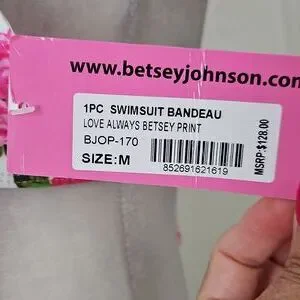 www.betseyjohnson.com
1PC SWIMSUIT BANDEAU
LOVE ALWAYS BETSEY PRINT
BJOP-170
SIZE:M
852691621619
MSRP:$128.00